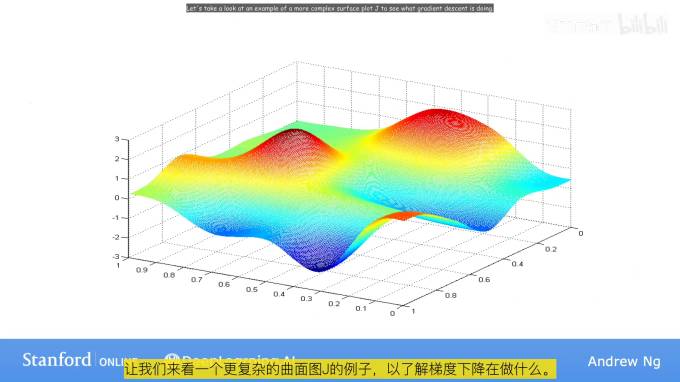 Let's take a look at an example of a more complex surface plot J to see what gradient descent is doing.
bilibili
3
2
1
0
-1
-2
-3
1 0.9 0.8 0.7 0.6 0.5 0.4 0.3 0.2 0.1 0
0
0.2
0.4
0.6
0.8
1
Stanford ONLINE Andrew Ng
让我们来看一个更复杂的曲面图J的例子，以了解梯度下降在做什么。